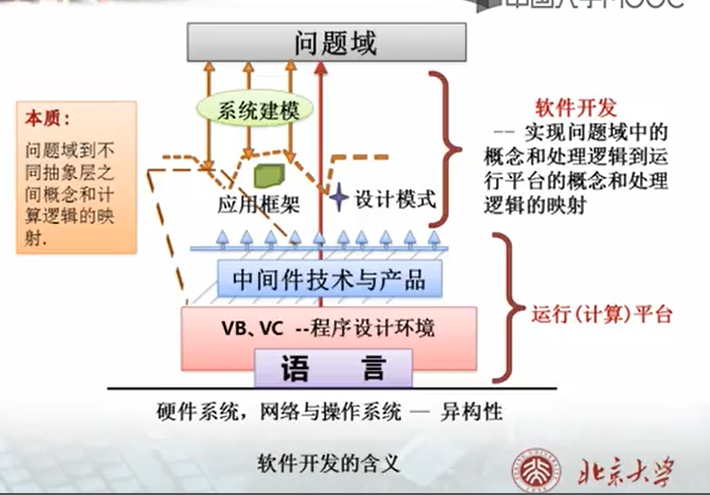 中国大学MOOC
问题域
系统建模
本质：
问题域到不
同抽象层之
间概念和计
算逻辑的映
射.
软件开发
-- 实现问题域中的
概念和处理逻辑到运
行平台的概念和处理
逻辑的映射
应用框架
设计模式
中间件技术与产品
VB、VC --程序设计环境
语 言
运行(计算)平台
硬件系统，网络与操作系统 — 异构性
软件开发的含义
北京大学